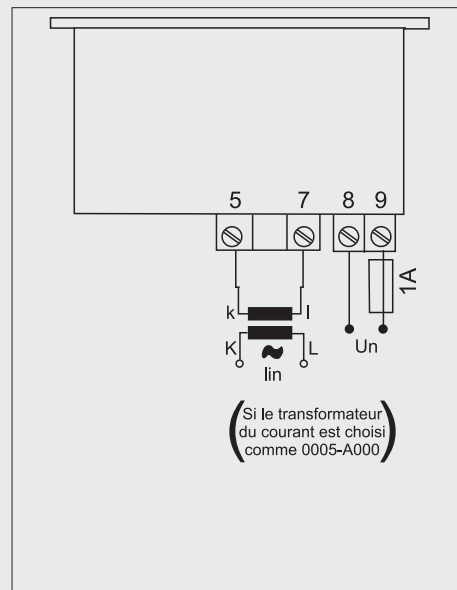 5 7 8 9
1A
k l
K L
Un
Iin
Si le transformateur
du courant est choisi
comme 0005-A000